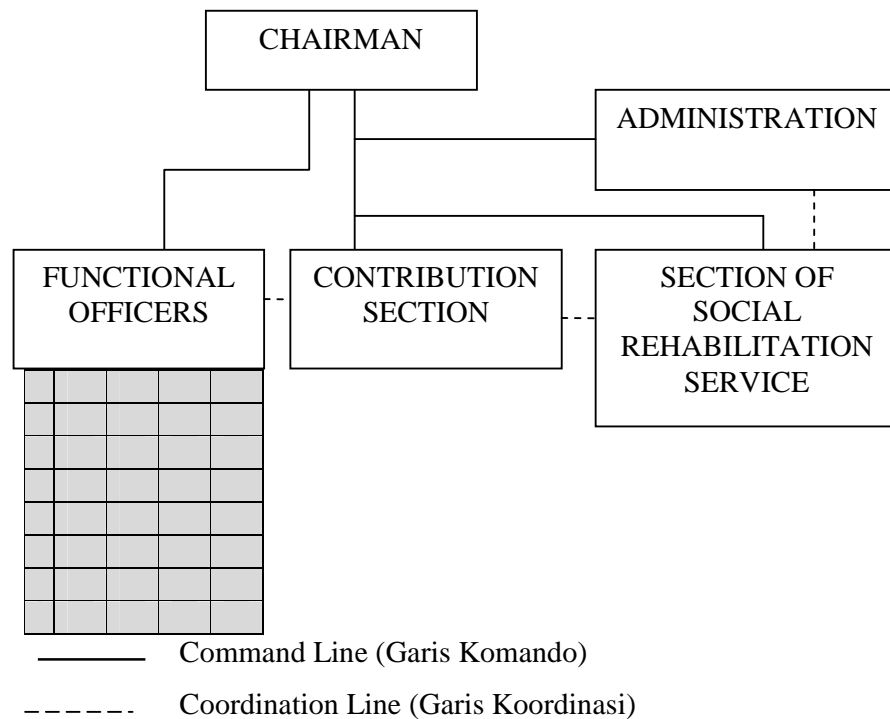 CHAIRMAN
ADMINISTRATION
FUNCTIONAL
OFFICERS
CONTRIBUTION
SECTION
SECTION OF
SOCIAL
REHABILITATION
SERVICE
Command Line (Garis Komando)
Coordination Line (Garis Koordinasi)